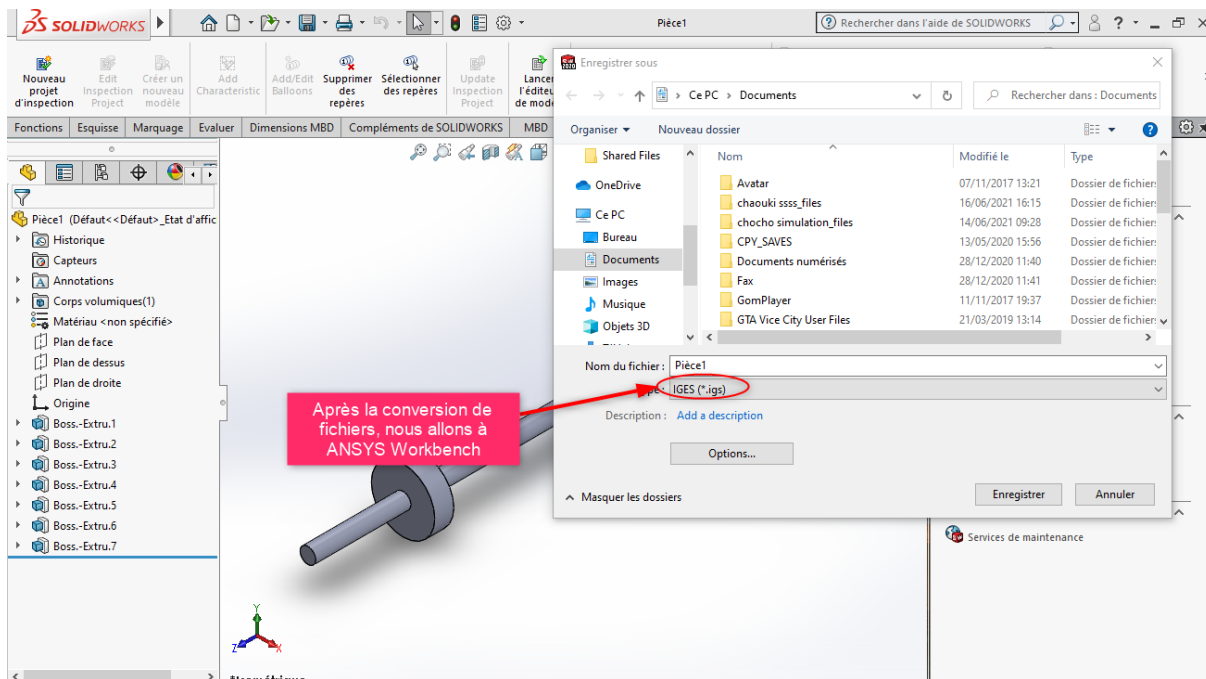 SOLIDWORKS
Pièce1
Rechercher dans l'aide de SOLIDWORKS
?
Nouveau projet d'inspection
Edit Inspection Project
Créer un nouveau modèle
Add Characteristic
Add/Edit Balloons
Supprimer des repères
Sélectionner des repères
Update Inspection Project
Lancer
Fonctions
Esquisse
Marquage
Evaluer
Dimensions MBD
Compléments de SOLIDWORKS
MBD
Pièce1 (Défaut<<Défaut>_Etat d'affic
Historique
Capteurs
Annotations
Corps volumiques(1)
Matériau <non spécifié>
Plan de face
Plan de dessus
Plan de droite
Origine
Boss.-Extru.1
Boss.-Extru.2
Boss.-Extru.3
Boss.-Extru.4
Boss.-Extru.5
Boss.-Extru.6
Boss.-Extru.7
Après la conversion de
fichiers, nous allons à
ANSYS Workbench
Y
Z
X
Enregistrer sous
Ce PC > Documents
Rechercher dans : Documents
Organiser
Nouveau dossier
?
Shared Files
OneDrive
Ce PC
Bureau
Documents
Images
Musique
Objets 3D
Nom Modifié le Type
Avatar 07/11/2017 13:21 Dossier de fichier
chaouki ssss_files 16/06/2021 16:15 Dossier de fichier
chocho simulation_files 14/06/2021 09:28 Dossier de fichier
CPY_SAVES 13/05/2020 15:56 Dossier de fichier
Documents numérisés 28/12/2020 11:40 Dossier de fichier
Fax 28/12/2020 11:41 Dossier de fichier
GomPlayer 11/11/2017 19:37 Dossier de fichier
GTA Vice City User Files 21/03/2019 13:14 Dossier de fichier
Nom du fichier : Pièce1
IGES (*.igs)
Description : Add a description
Options...
Masquer les dossiers
Enregistrer
Annuler
Services de maintenance